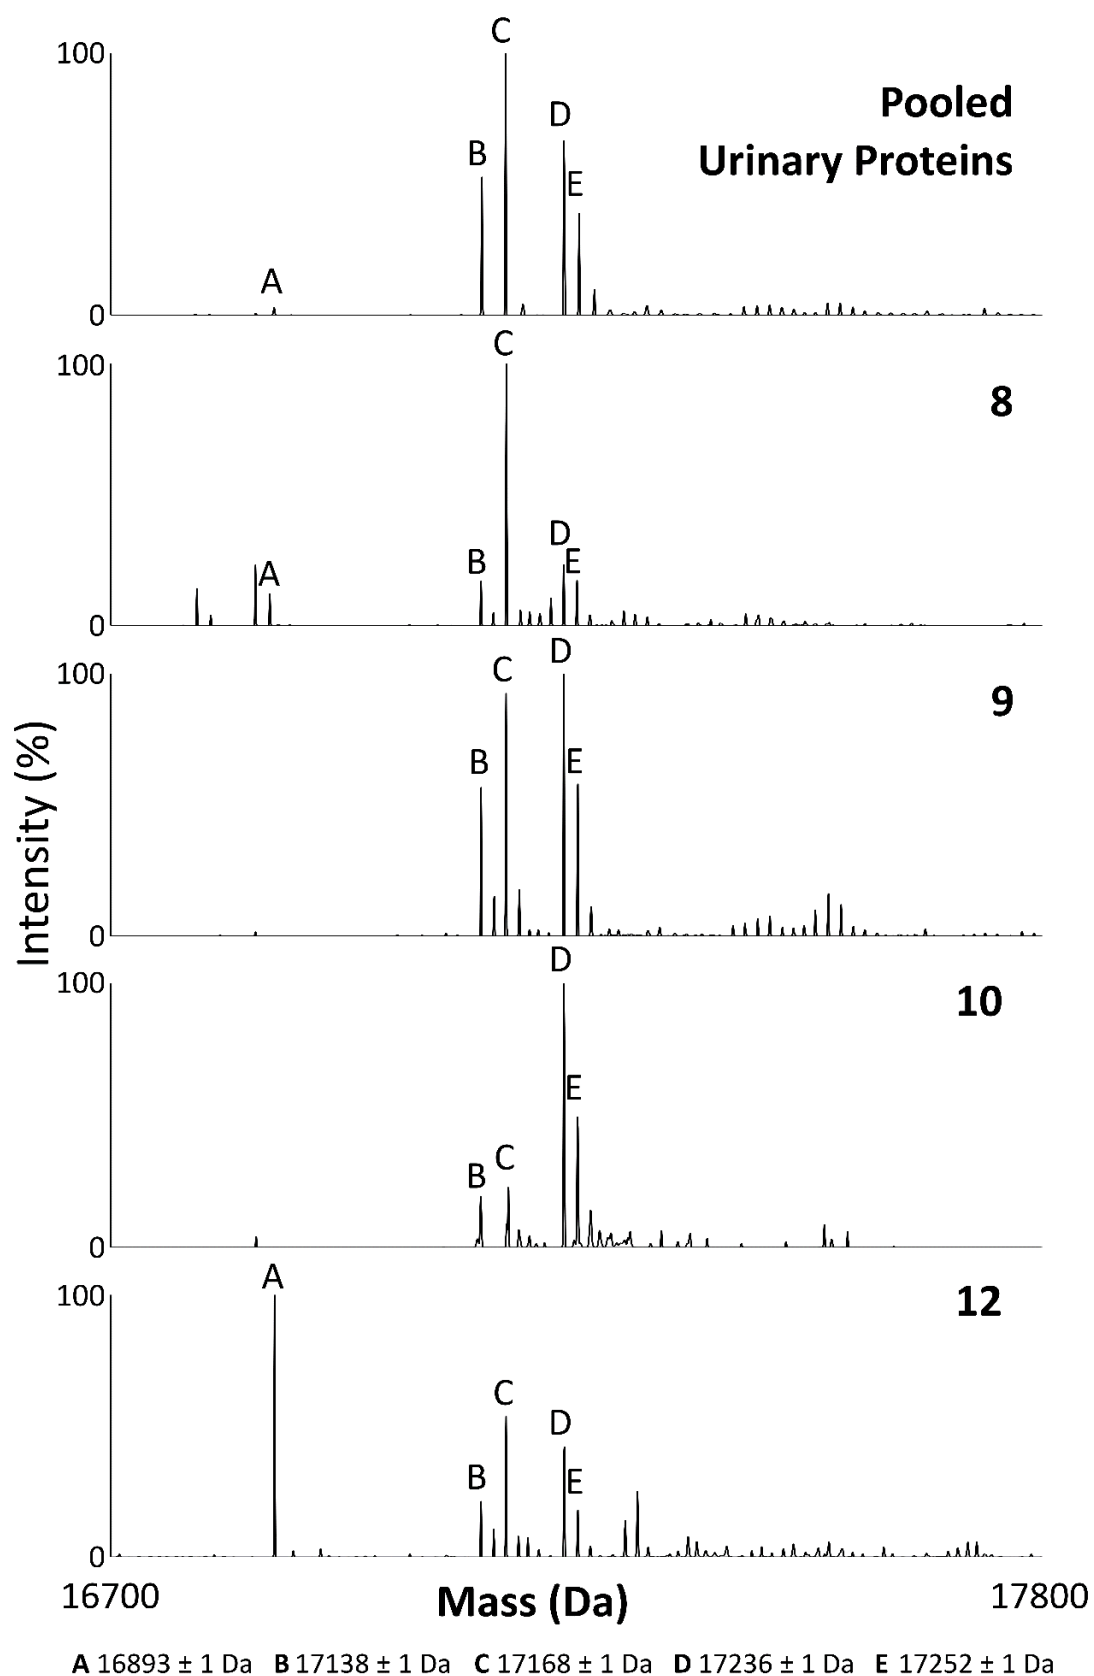 Pooled
Urinary Proteins
100
C
D
B
E
A
0
100
C
8
D
B
E
A
0
100
D
C
9
B
E
0
100
D
10
E
C
B
0
100
A
12
C
D
B
E
0
Intensity (%)
16700
Mass (Da)
17800
A 16893 ± 1 Da B 17138 ± 1 Da C 17168 ± 1 Da D 17236 ± 1 Da E 17252 ± 1 Da